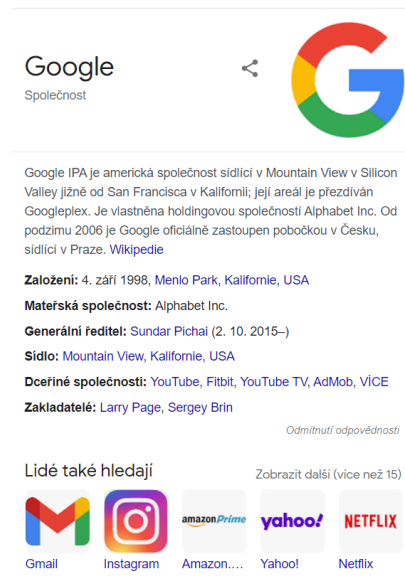 Google
Společnost
Google IPA je americká společnost sídlící v Mountain View v Silicon
Valley jižně od San Francisca v Kalifornii; její areál je přezdíván
Googleplex. Je vlastněna holdingovou společností Alphabet Inc. Od
podzimu 2006 je Google oficiálně zastoupen pobočkou v Česku,
sídlící v Praze. Wikipedie
Založení: 4. září 1998, Menlo Park, Kalifornie, USA
Mateřská společnost: Alphabet Inc.
Generální ředitel: Sundar Pichai (2. 10. 2015–)
Sídlo: Mountain View, Kalifornie, USA
Dceřiné společnosti: YouTube, Fitbit, YouTube TV, AdMob, VÍCE
Zakladatelé: Larry Page, Sergey Brin
Odmítnutí odpovědnosti
Lidé také hledají
Zobrazit další (více než 15)
amazonPrime
yahoo!
NETFLIX
Gmail
Instagram
Amazon....
Yahoo!
Netflix